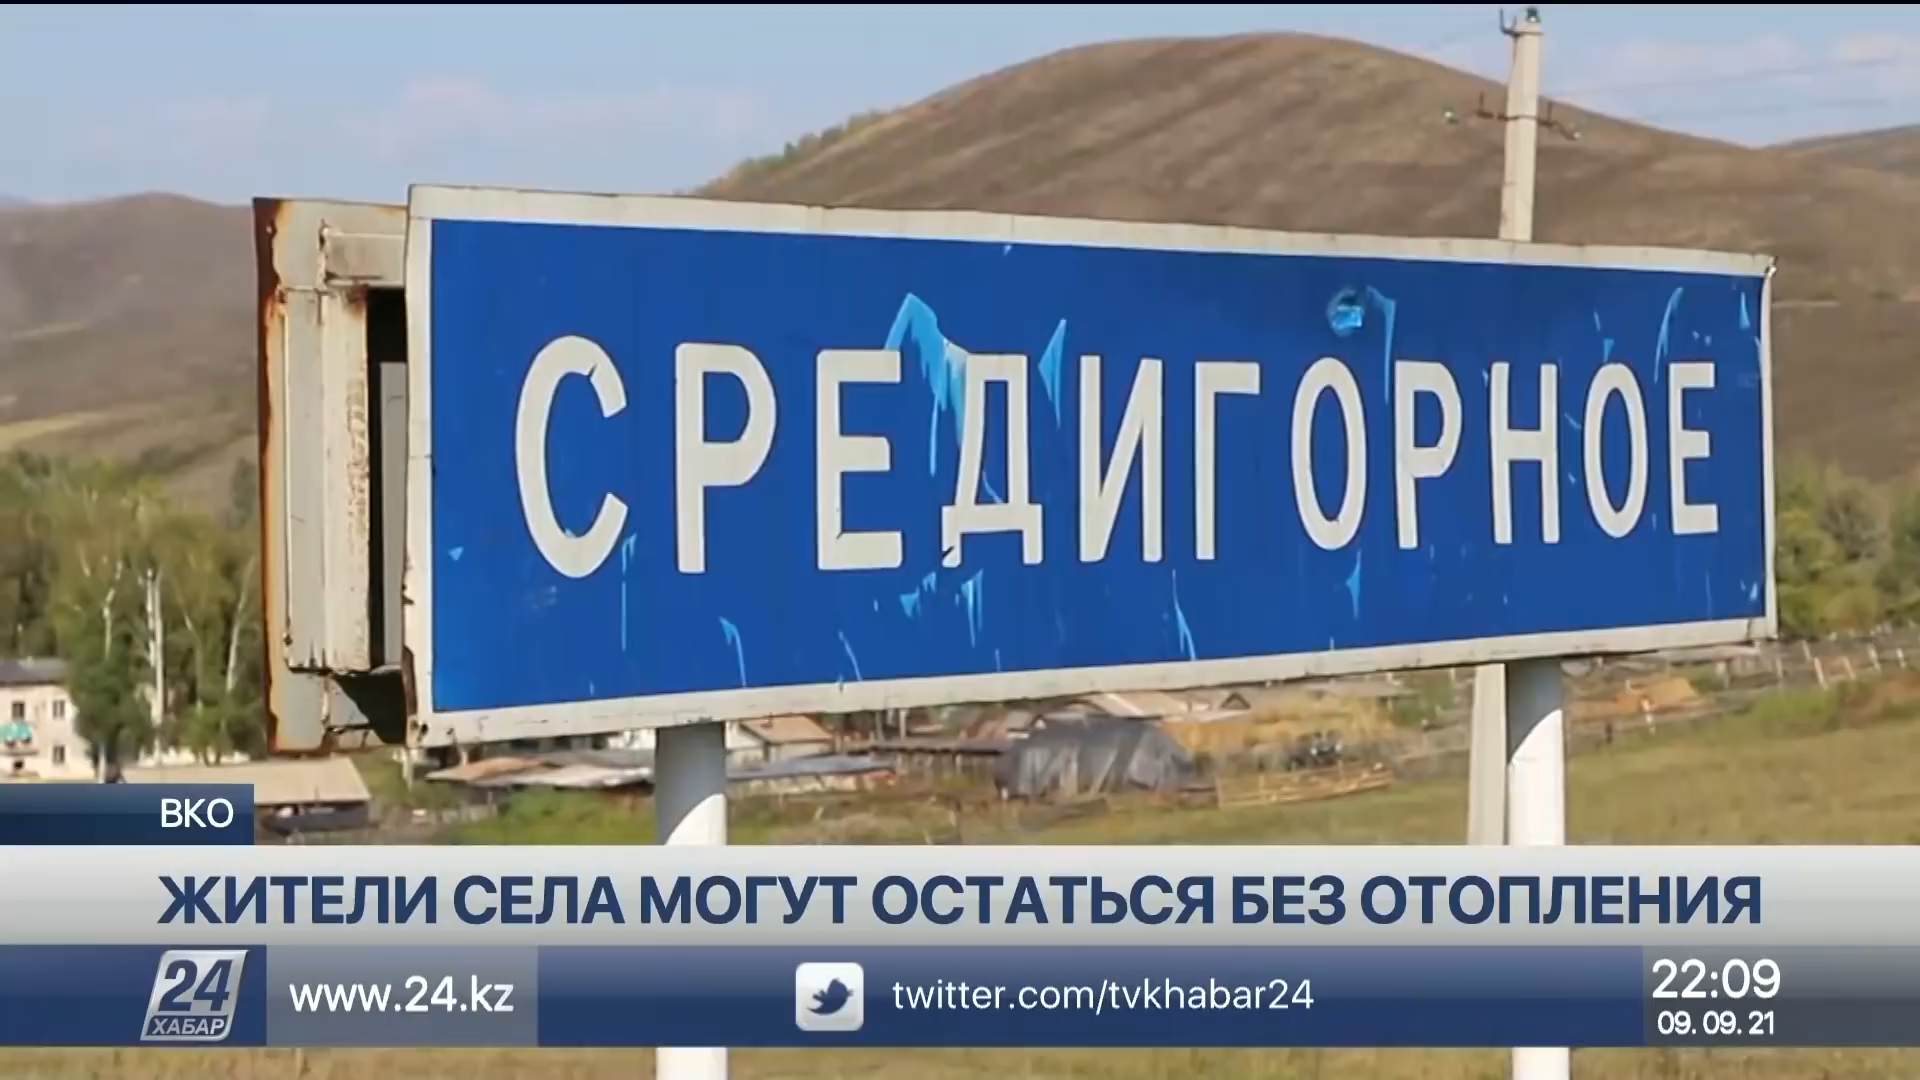 СРЕДИГОРНОЕ
ВКО
ЖИТЕЛИ СЕЛА МОГУТ ОСТАТЬСЯ БЕЗ ОТОПЛЕНИЯ
24 ХАБАР
www.24.kz
twitter.com/tvkhabar24
22:09
09. 09. 21